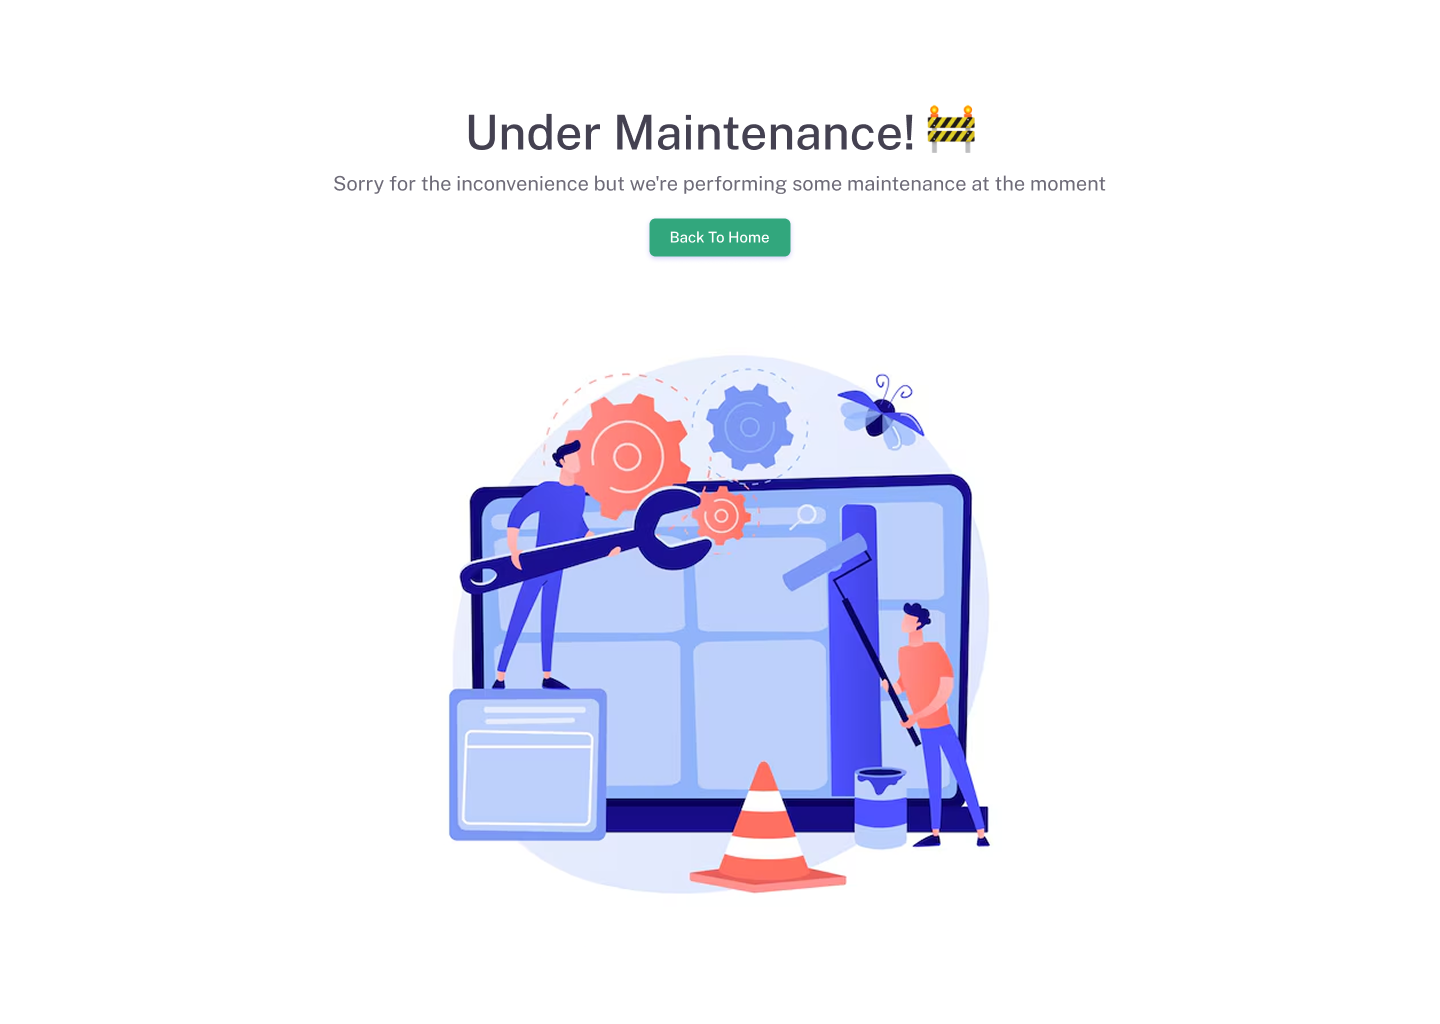 Under Maintenance! 🚧
Sorry for the inconvenience but we're performing some maintenance at the moment
Back To Home